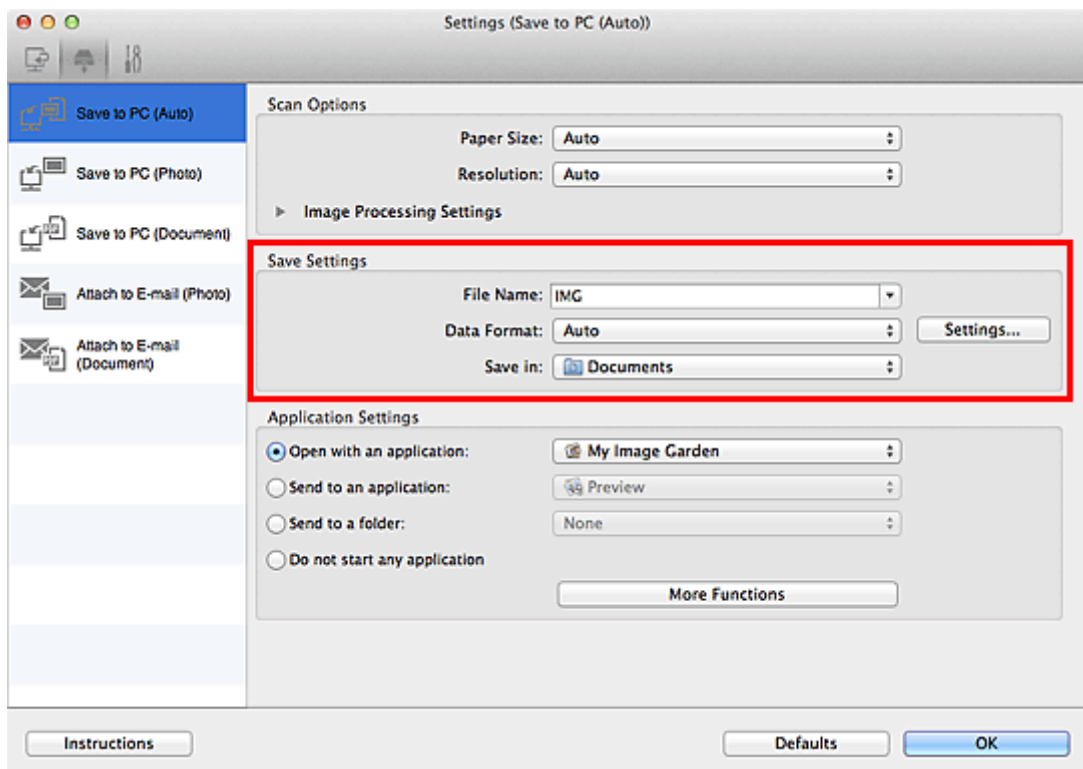 Settings (Save to PC (Auto))
Save to PC (Auto)
Save to PC (Photo)
Save to PC (Document)
Attach to E-mail (Photo)
Attach to E-mail
(Document)
Scan Options
Paper Size: Auto
Resolution: Auto
Image Processing Settings
Save Settings
File Name: IMG
Data Format: Auto Settings...
Save in: Documents
Application Settings
Open with an application: My Image Garden
Send to an application: Preview
Send to a folder: None
Do not start any application
More Functions
Instructions Defaults OK